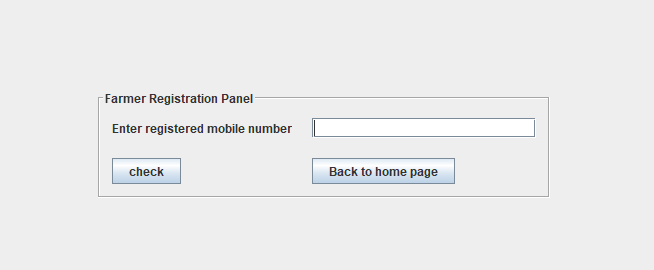 Farmer Registration Panel
Enter registered mobile number
check
Back to home page